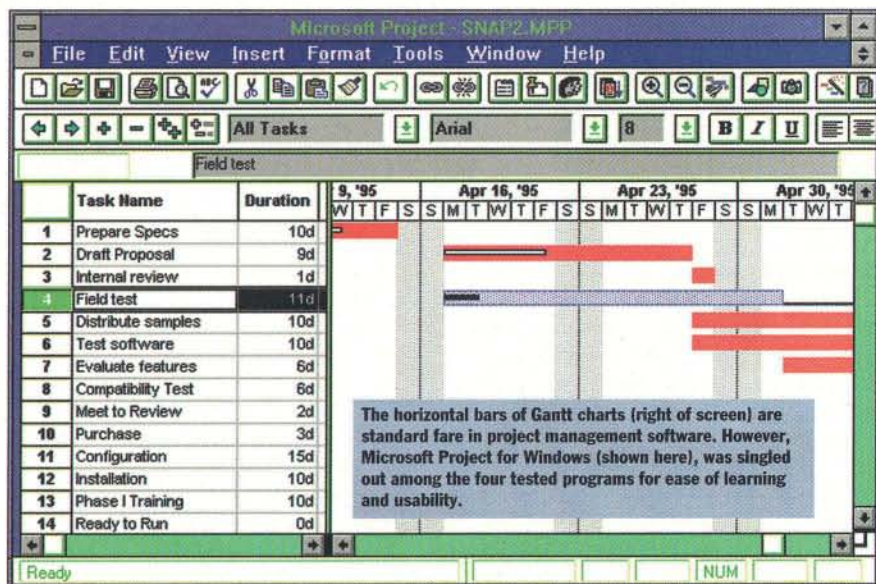 Microsoft Project - SNAP2.MPP
File Edit View Insert Format Tools Window Help
ABC
All Tasks Arial 8 B I U
Field test
Task Name Duration
9, '95 Apr 16, '95 Apr 23, '95 Apr 30, '95
W T F S S M T W T F S S M T W T F S S M T W T
1 Prepare Specs 10d
2 Draft Proposal 9d
3 Internal review 1d
4 Field test 11d
5 Distribute samples 10d
6 Test software 10d
7 Evaluate features 6d
8 Compatibility Test 6d
9 Meet to Review 2d
10 Purchase 3d
11 Configuration 15d
12 Installation 10d
13 Phase I Training 10d
14 Ready to Run 0d
The horizontal bars of Gantt charts (right of screen) are
standard fare in project management software. However,
Microsoft Project for Windows (shown here), was singled
out among the four tested programs for ease of learning
and usability.
Ready NUM